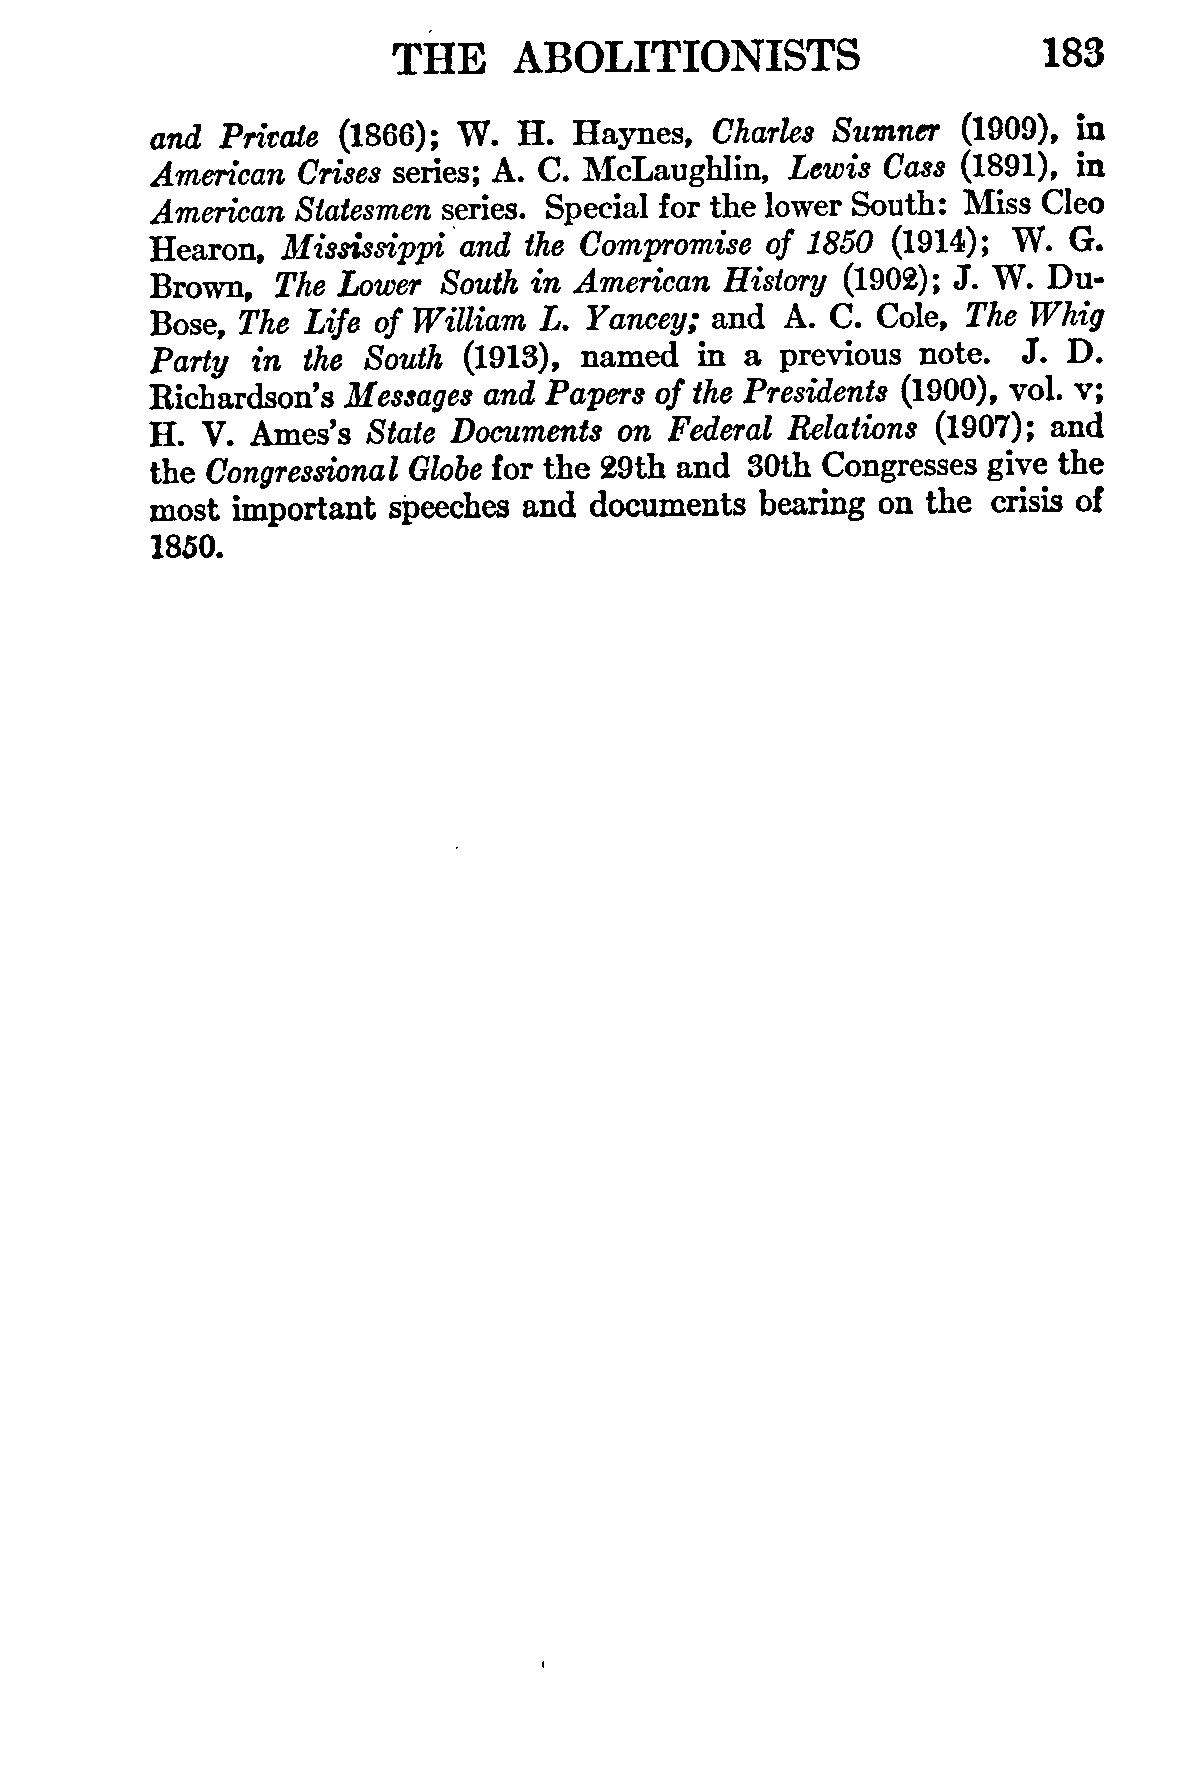 THE ABOLITIONISTS 183
and Private (1866); W. H. Haynes, Charles Sumner (1909), in
American Crises series; A. C. McLaughlin, Lewis Cass (1891), in
American Statesmen series. Special for the lower South: Miss Cleo
Hearon, Mississippi and the Compromise of 1850 (1914); W. G.
Brown, The Lower South in American History (1902); J. W. Du-
Bose, The Life of William L. Yancey; and A. C. Cole, The Whig
Party in the South (1913), named in a previous note. J. D.
Richardson's Messages and Papers of the Presidents (1900), vol. v;
H. V. Ames's State Documents on Federal Relations (1907); and
the Congressional Globe for the 29th and 30th Congresses give the
most important speeches and documents bearing on the crisis of
1850.